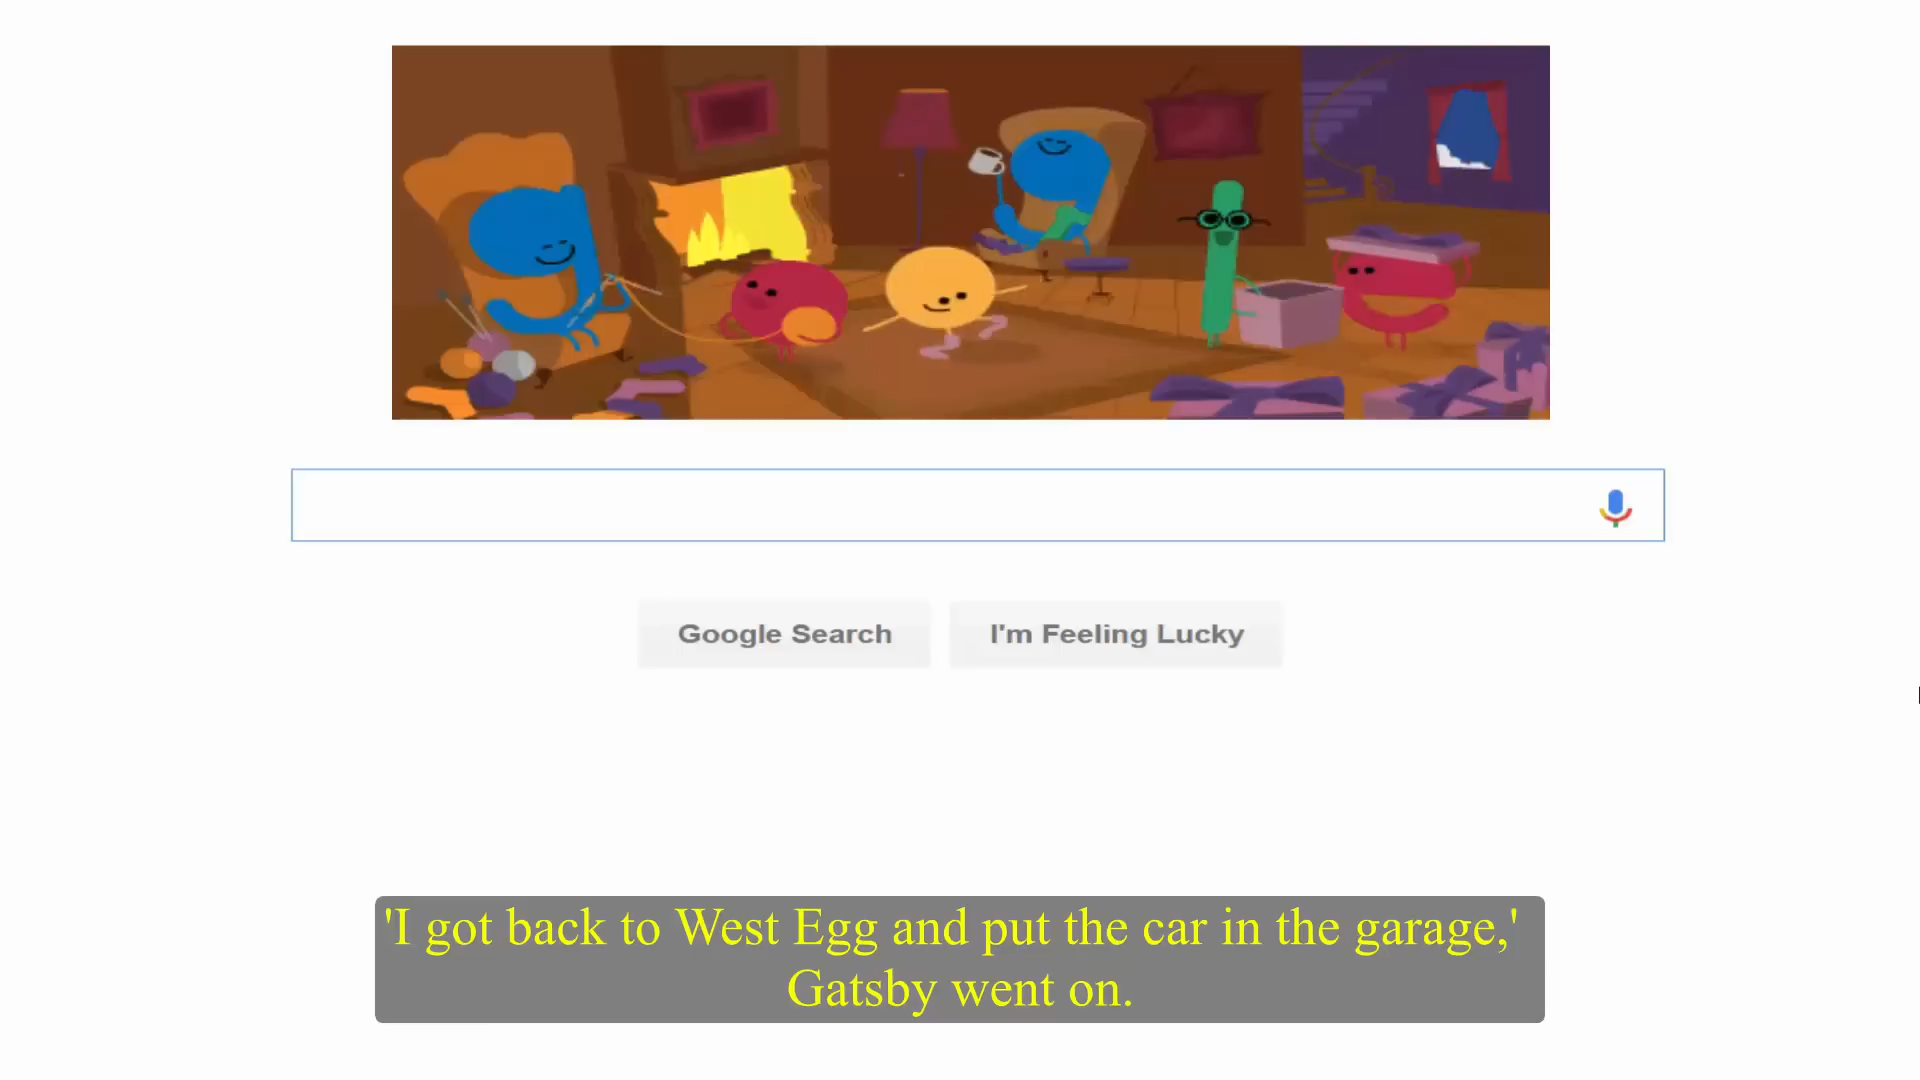 Google Search
I'm Feeling Lucky
'I got back to West Egg and put the car in the garage,'
Gatsby went on.